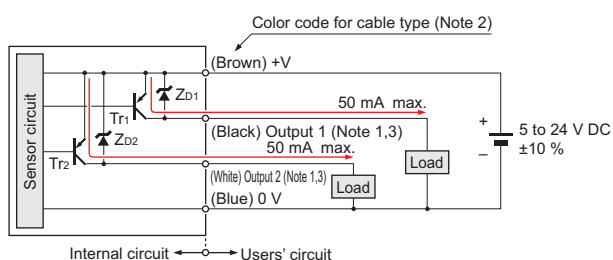 Color code for cable type (Note 2)
(Brown) +V
ZD1
Tr1
50 mA max.
(Black) Output 1 (Note 1,3)
50 mA max.
ZD2
Tr2
Sensor circuit
+
5 to 24 V DC
±10 %
–
Load
(White) Output 2 (Note 1,3)
Load
(Blue) 0 V
Internal circuit
Users' circuit